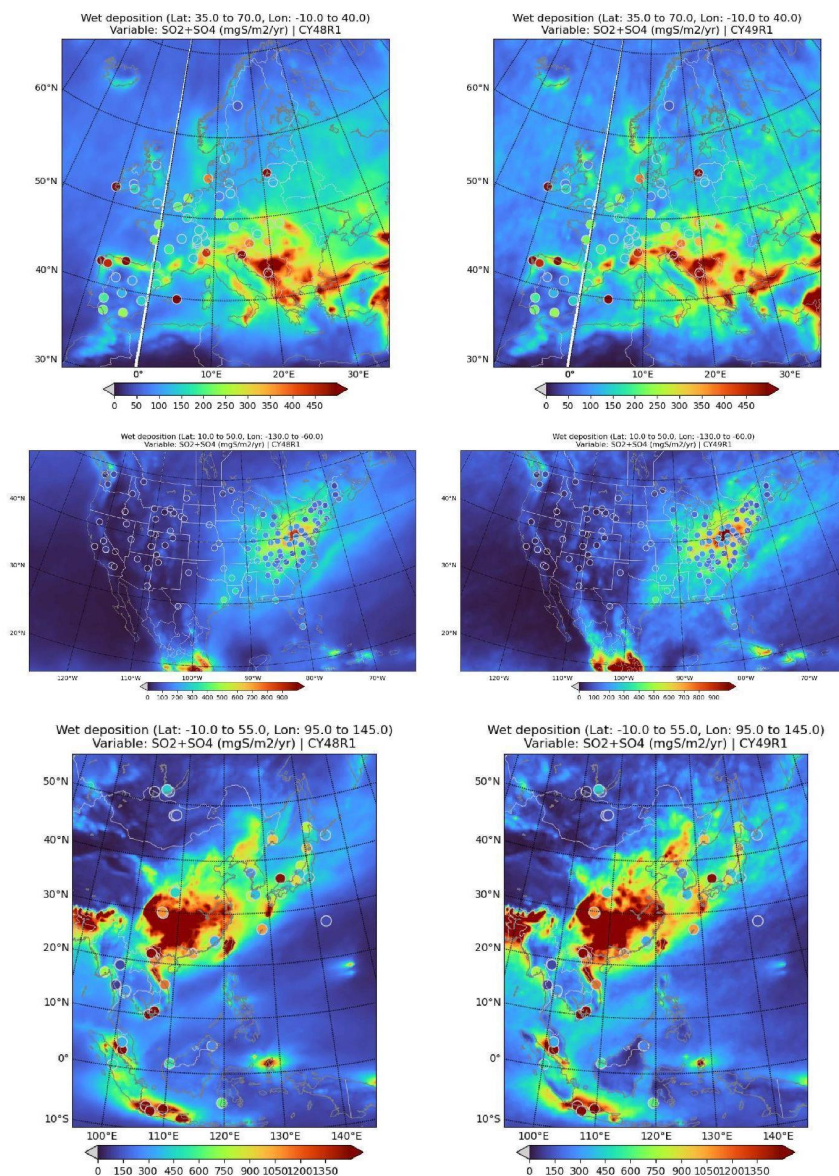 Wet deposition (Lat: 35.0 to 70.0, Lon: -10.0 to 40.0)
Variable: SO2+SO4 (mgS/m2/yr) | CY48R1
60°N
50°N
40°N
30°N
0°
10°E
20°E
30°E
0 50 100 150 200 250 300 350 400 450
Wet deposition (Lat: 35.0 to 70.0, Lon: -10.0 to 40.0)
Variable: SO2+SO4 (mgS/m2/yr) | CY49R1
60°N
50°N
40°N
30°N
0°
10°E
20°E
30°E
0 50 100 150 200 250 300 350 400 450
Wet deposition (Lat: 10.0 to 50.0, Lon: -130.0 to -60.0)
Variable: SO2+SO4 (mgS/m2/yr) | CY48R1
40°N
30°N
20°N
120°W 110°W 100°W 90°W 80°W 70°W
0 100 200 300 400 500 600 700 800 900
Wet deposition (Lat: 10.0 to 50.0, Lon: -130.0 to -60.0)
Variable: SO2+SO4 (mgS/m2/yr) | CY49R1
40°N
30°N
20°N
120°W 110°W 100°W 90°W 80°W 70°W
0 100 200 300 400 500 600 700 800 900
Wet deposition (Lat: -10.0 to 55.0, Lon: 95.0 to 145.0)
Variable: SO2+SO4 (mgS/m2/yr) | CY48R1
50°N
40°N
30°N
20°N
10°N
0°
10°S
100°E 110°E 120°E 130°E 140°E
0 150 300 450 600 750 900 1050 1200 1350
Wet deposition (Lat: -10.0 to 55.0, Lon: 95.0 to 145.0)
Variable: SO2+SO4 (mgS/m2/yr) | CY49R1
50°N
40°N
30°N
20°N
10°N
0°
10°S
100°E 110°E 120°E 130°E 140°E
0 150 300 450 600 750 900 1050 1200 1350